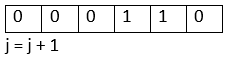 0 0 0 1 1 0
j = j + 1